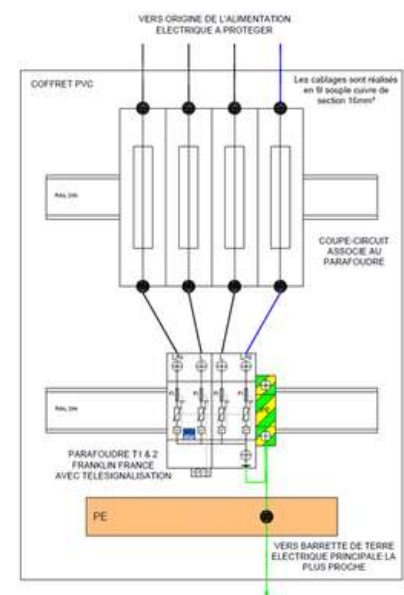 VERS ORIGINE DE L'ALIMENTATION
ELECTRIQUE A PROTEGER
COFFRET PVC
Les cablages sont réalisés
en fil souple cuivre de
section 16mm²
RAIL DIN
COUPE-CIRCUIT
ASSOCIE AU
PARAFOUDRE
L/N L L L/N
RAIL DIN
PARAFOUDRE T1 & 2
FRANKLIN FRANCE
AVEC TELESIGNALISATION
PE
VERS BARRETTE DE TERRE
ELECTRIQUE PRINCIPALE LA
PLUS PROCHE